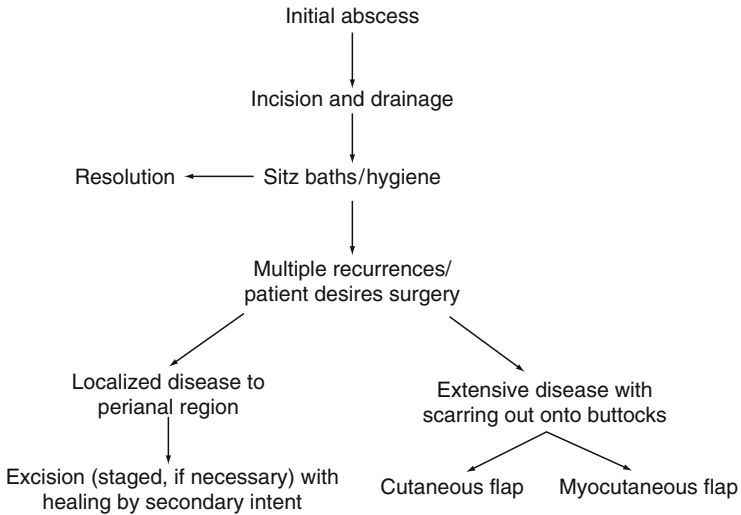 Initial abscess
Incision and drainage
Resolution
Sitz baths/hygiene
Multiple recurrences/
patient desires surgery
Localized disease to
perianal region
Extensive disease with
scarring out onto buttocks
Excision (staged, if necessary) with
healing by secondary intent
Cutaneous flap
Myocutaneous flap